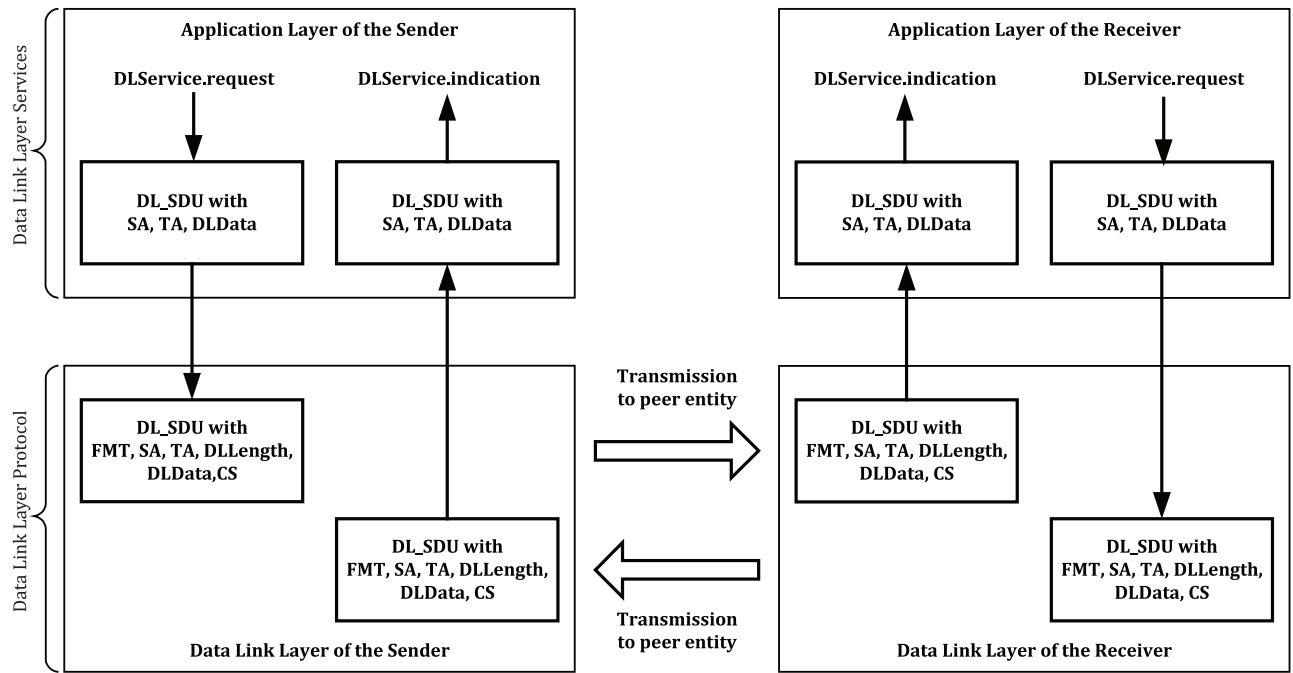 Data Link Layer Services
Application Layer of the Sender
DLService.request
DLService.indication
DL_SDU with
SA, TA, DLData
DL_SDU with
SA, TA, DLData
Application Layer of the Receiver
DLService.indication
DLService.request
DL_SDU with
SA, TA, DLData
DL_SDU with
SA, TA, DLData
Data Link Layer Protocol
DL_SDU with
FMT, SA, TA, DLLength,
DLData,CS
DL_SDU with
FMT, SA, TA, DLLength,
DLData, CS
Data Link Layer of the Sender
Transmission
to peer entity
Transmission
to peer entity
DL_SDU with
FMT, SA, TA, DLLength,
DLData, CS
DL_SDU with
FMT, SA, TA, DLLength,
DLData, CS
Data Link Layer of the Receiver